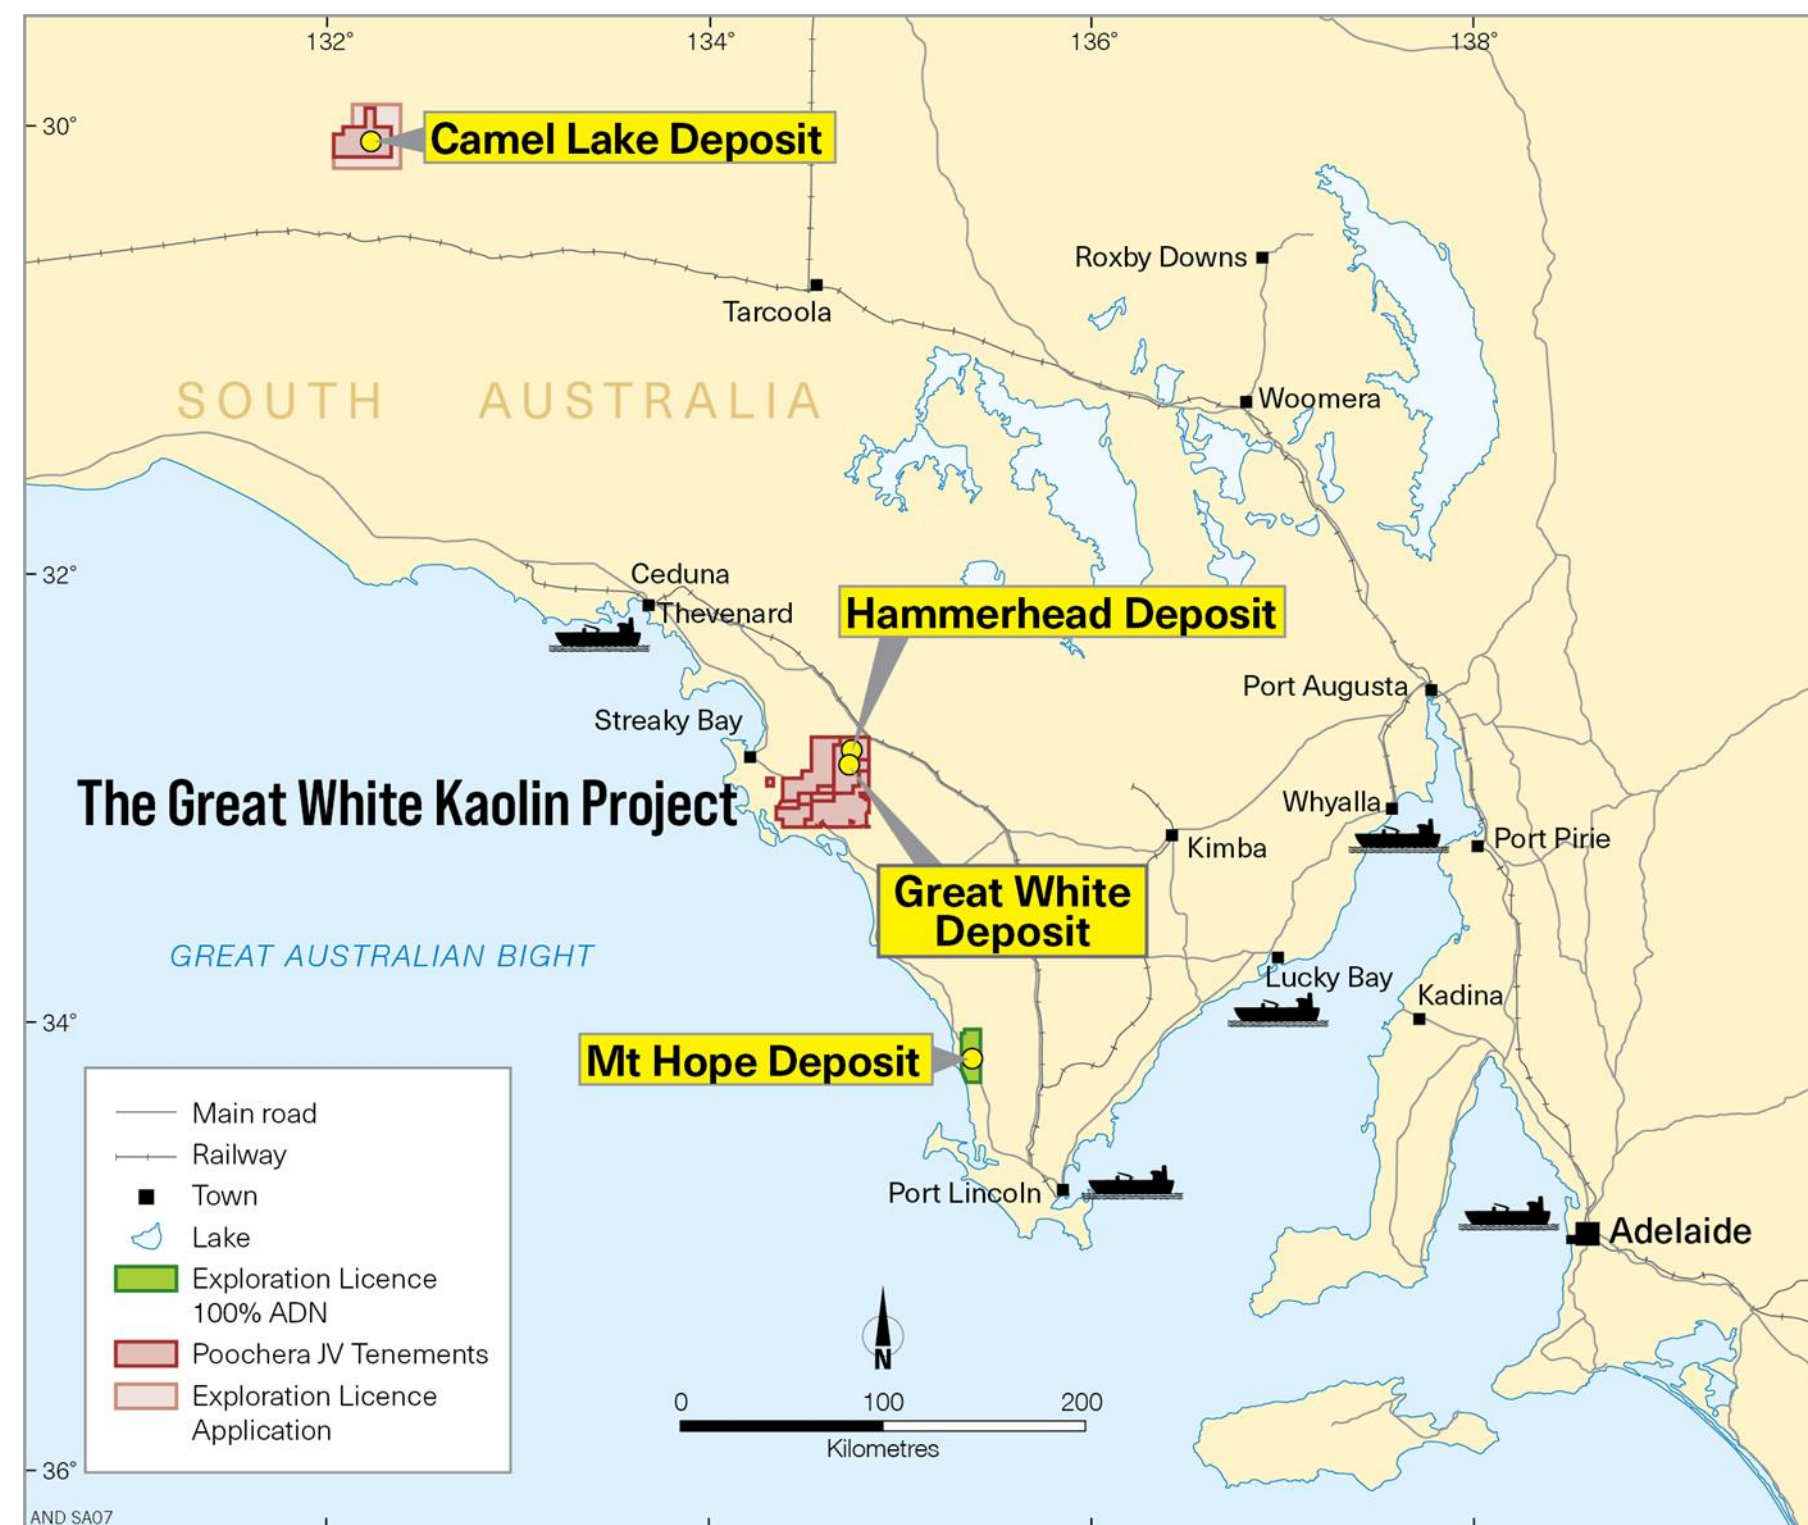 132°
134°
136°
138°
30°
Camel Lake Deposit
Roxby Downs
Tarcoola
SOUTH AUSTRALIA
Woomera
32°
Ceduna
Thevenard
Hammerhead Deposit
Port Augusta
Streaky Bay
The Great White Kaolin Project
Whyalla
Port Pirie
Kimba
Great White
Deposit
GREAT AUSTRALIAN BIGHT
Lucky Bay
Kadina
34°
Mt Hope Deposit
Port Lincoln
Adelaide
Main road
Railway
Town
Lake
Exploration Licence
100% ADN
Poochera JV Tenements
Exploration Licence
Application
N
0 100 200
Kilometres
36°
AND SA07